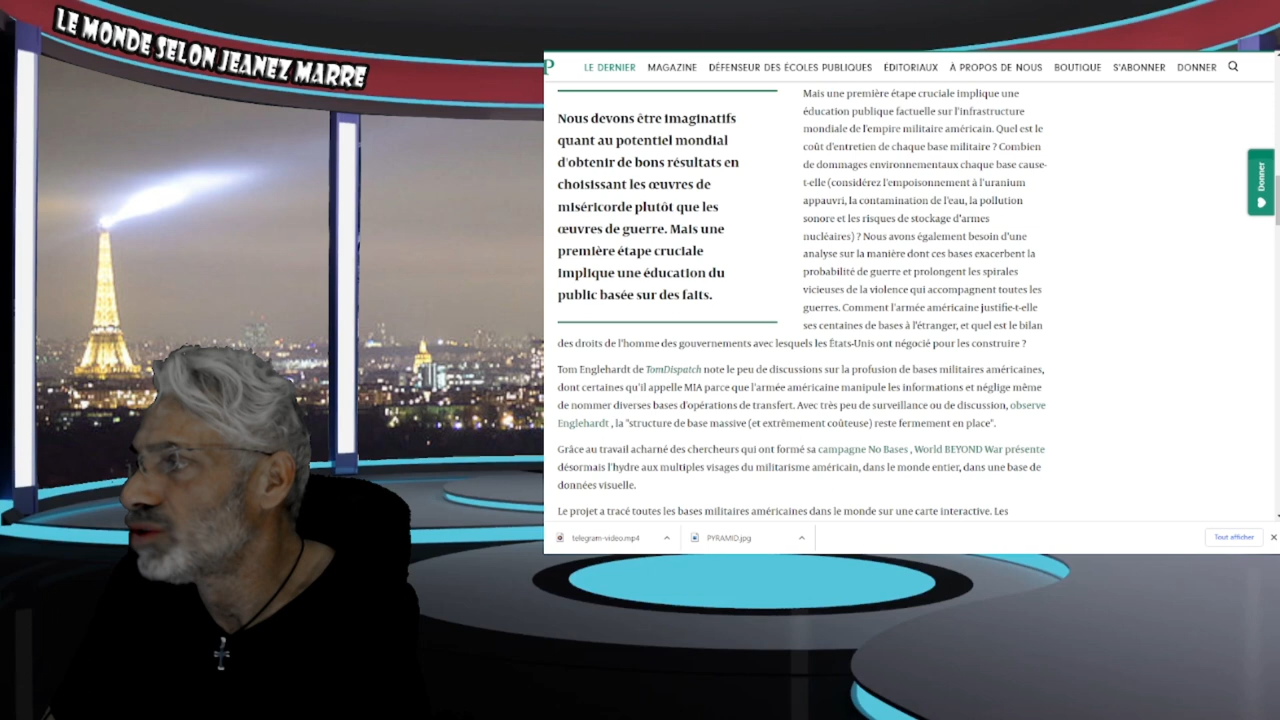 LE MONDE SELON JEANEZ MARRE
P
LE DERNIER MAGAZINE DÉFENSEUR DES ÉCOLES PUBLIQUES ÉDITORIAUX À PROPOS DE NOUS BOUTIQUE S'ABONNER DONNER
Nous devons être imaginatifs
quant au potentiel mondial
d'obtenir de bons résultats en
choisissant les œuvres de
miséricorde plutôt que les
œuvres de guerre. Mais une
première étape cruciale
implique une éducation du
public basée sur des faits.
Mais une première étape cruciale implique une
éducation publique factuelle sur l'infrastructure
mondiale de l'empire militaire américain. Quel est le
coût d'entretien de chaque base militaire ? Combien
de dommages environnementaux chaque base cause-
t-elle (considérez l'empoisonnement à l'uranium
appauvri, la contamination de l'eau, la pollution
sonore et les risques de stockage d'armes
nucléaires) ? Nous avons également besoin d'une
analyse sur la manière dont ces bases exacerbent la
probabilité de guerre et prolongent les spirales
vicieuses de la violence qui accompagnent toutes les
guerres. Comment l'armée américaine justifie-t-elle
ses centaines de bases à l'étranger, et quel est le bilan
des droits de l'homme des gouvernements avec lesquels les États-Unis ont négocié pour les construire ?
Tom Englehardt de TomDispatch note le peu de discussions sur la profusion de bases militaires américaines,
dont certaines qu'il appelle MIA parce que l'armée américaine manipule les informations et néglige même
de nommer diverses bases d'opérations de transfert. Avec très peu de surveillance ou de discussion, observe
Englehardt , la "structure de base massive (et extrêmement coûteuse) reste fermement en place".
Grâce au travail acharné des chercheurs qui ont formé sa campagne No Bases , World BEYOND War présente
désormais l'hydre aux multiples visages du militarisme américain, dans le monde entier, dans une base de
données visuelle.
Le projet a tracé toutes les bases militaires américaines dans le monde sur une carte interactive. Les
Donner
telegram-video.mp4 PYRAMID.jpg Tout afficher